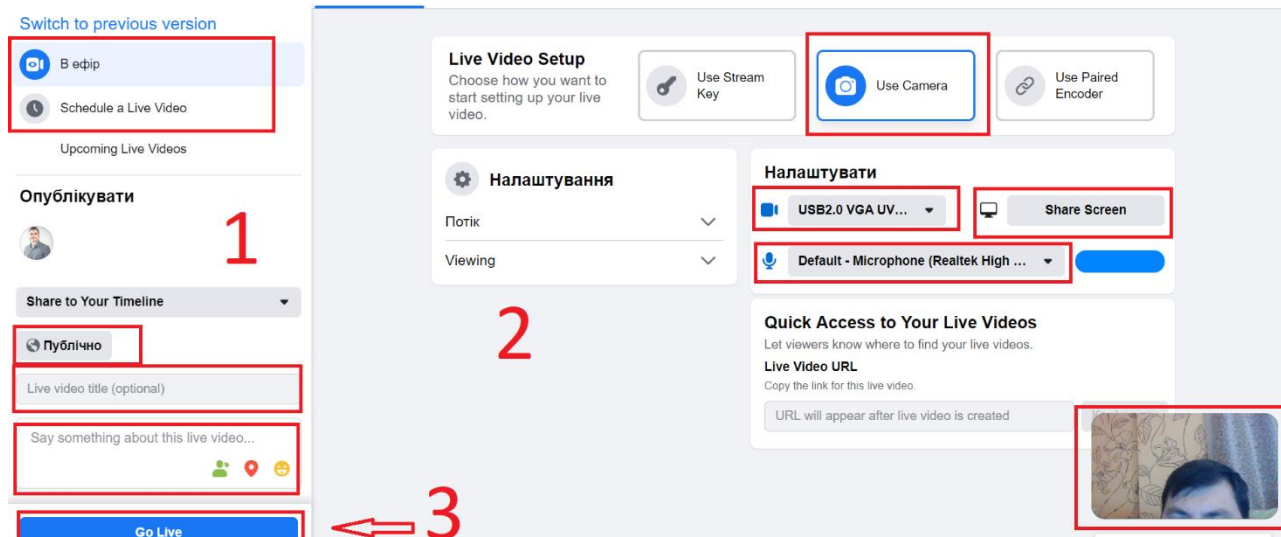 Switch to previous version
В ефір
Schedule a Live Video
Upcoming Live Videos
Опублікувати
1
Share to Your Timeline
Публічно
Live video title (optional)
Say something about this live video...
Go Live
3
Live Video Setup
Choose how you want to
start setting up your live
video.
Use Stream
Key
Use Camera
Use Paired
Encoder
Налаштування
Потік
Viewing
2
Налаштувати
USB2.0 VGA UV...
Share Screen
Default - Microphone (Realtek High ...
Quick Access to Your Live Videos
Let viewers know where to find your live videos.
Live Video URL
Copy the link for this live video.
URL will appear after live video is created